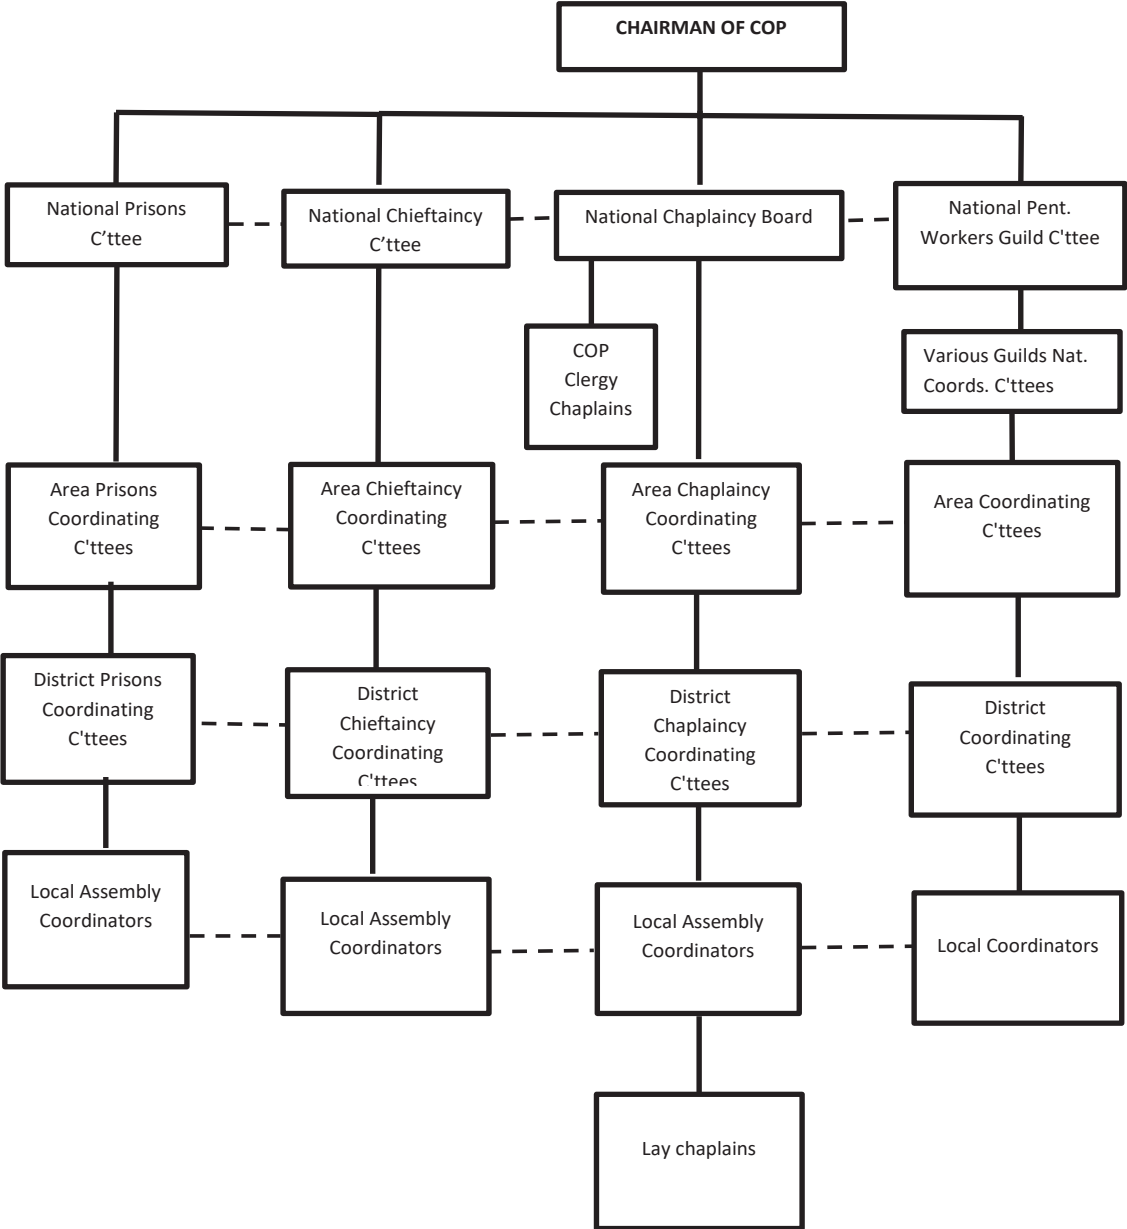 CHAIRMAN OF COP
National Prisons
C’ttee
National Chieftaincy
C’ttee
National Chaplaincy Board
National Pent.
Workers Guild C'ttee
COP
Clergy
Chaplains
Various Guilds Nat.
Coords. C'ttees
Area Prisons
Coordinating
C'ttees
Area Chieftaincy
Coordinating
C'ttees
Area Chaplaincy
Coordinating
C'ttees
Area Coordinating
C'ttees
District Prisons
Coordinating
C'ttees
District
Chieftaincy
Coordinating
C'ttees
District
Chaplaincy
Coordinating
C'ttees
District
Coordinating
C'ttees
Local Assembly
Coordinators
Local Assembly
Coordinators
Local Assembly
Coordinators
Local Coordinators
Lay chaplains